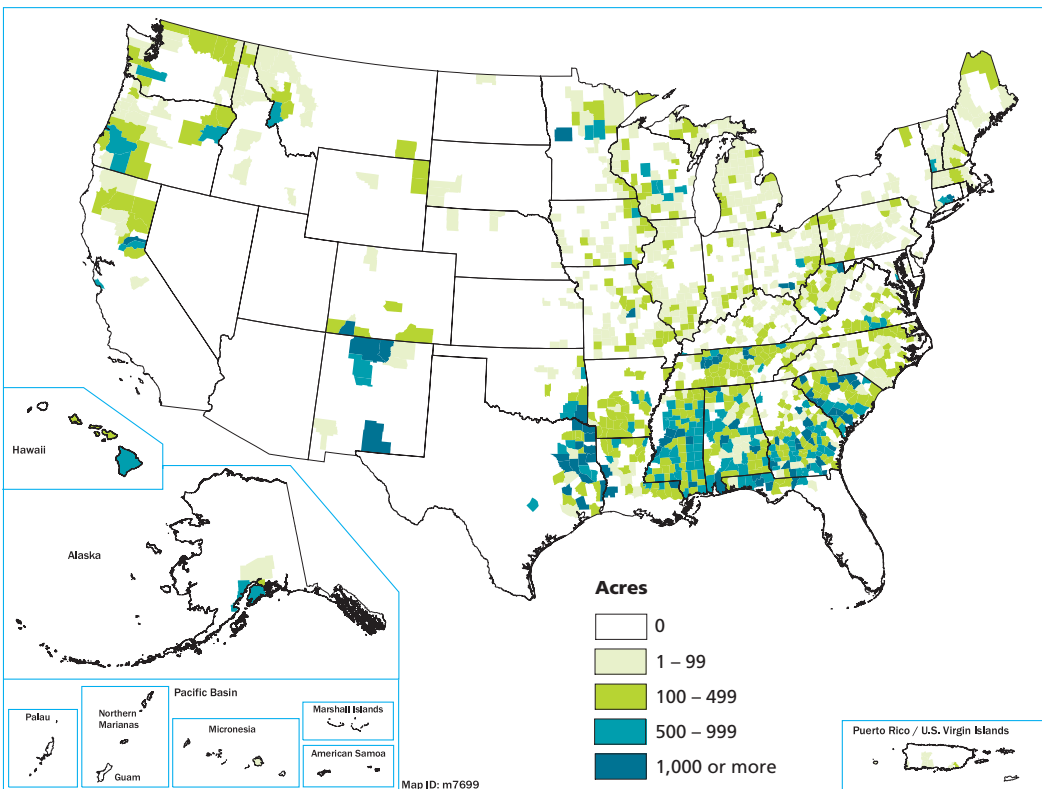 Hawaii
Alaska
Pacific Basin
Palau
Northern
Marianas
Guam
Micronesia
Marshall Islands
American Samoa
Map ID: m7699
Acres
0
1 – 99
100 – 499
500 – 999
1,000 or more
Puerto Rico / U.S. Virgin Islands